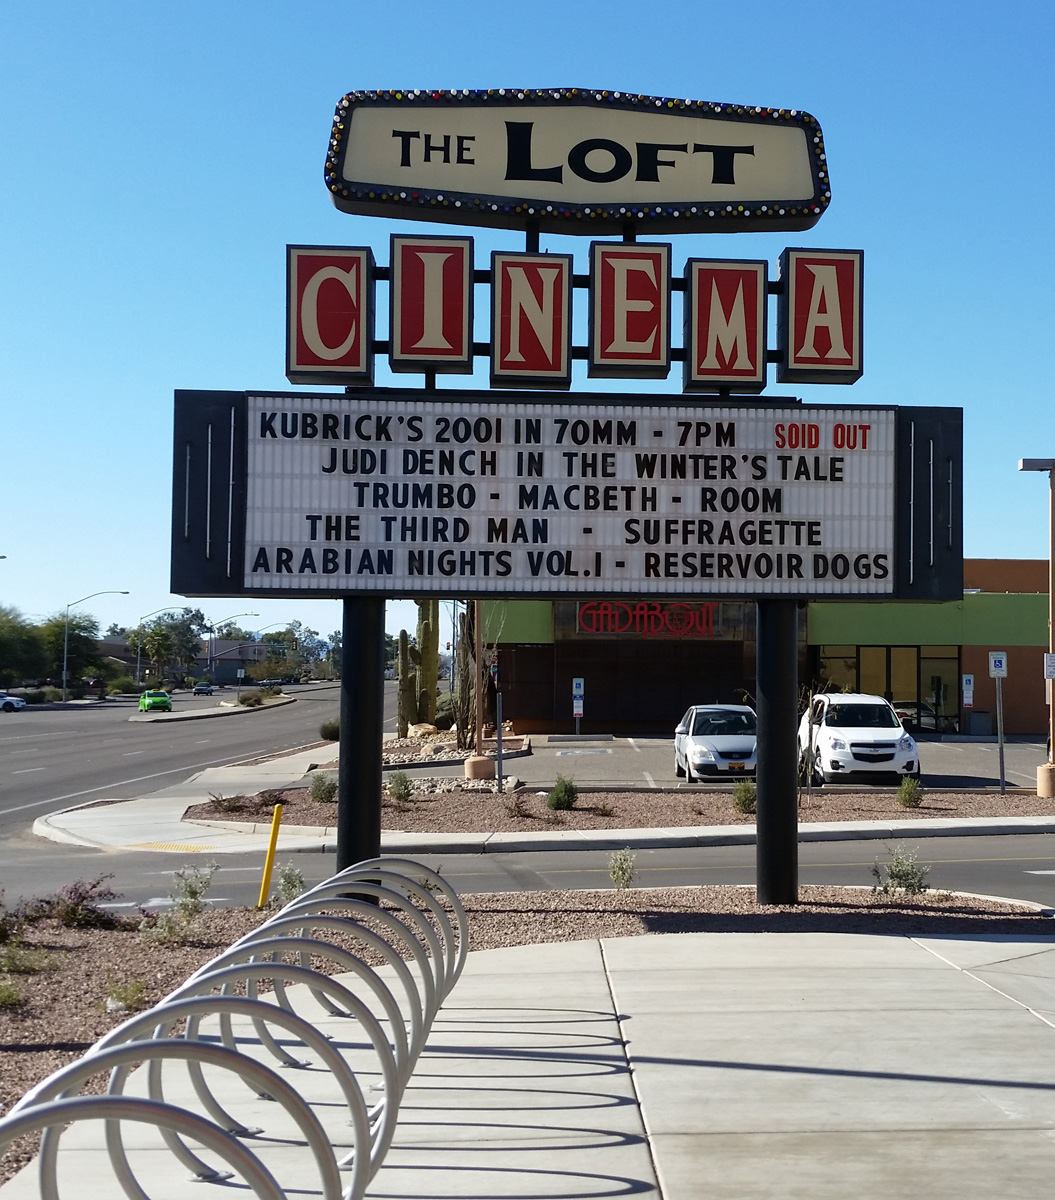 THE LOFT
CINEMA
KUBRICK'S 2001 IN 70MM - 7PM SOID OUT
JUDI DENCH IN THE WINTER'S TALE
TRUMBO - MACBETH - ROOM
THE THIRD MAN - SUFFRAGETTE
ARABIAN NIGHTS VOL.1 - RESERVOIR DOGS
GADABOUT